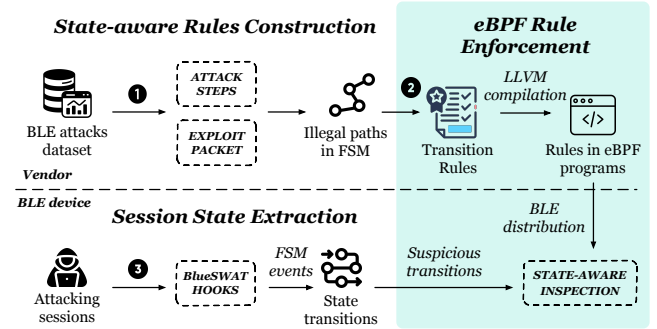 State-aware Rules Construction
eBPF Rule
Enforcement
1
ATTACK
STEPS
EXPLOIT
PACKET
BLE attacks
dataset
Illegal paths
in FSM
2
LLVM
compilation
Transition
Rules
</>
Rules in eBPF
programs
Vendor
BLE device
Session State Extraction
BLE
distribution
3
BlueSWAT
HOOKS
FSM
events
Suspicious
transitions
STATE-AWARE
INSPECTION
Attacking
sessions
State
transitions